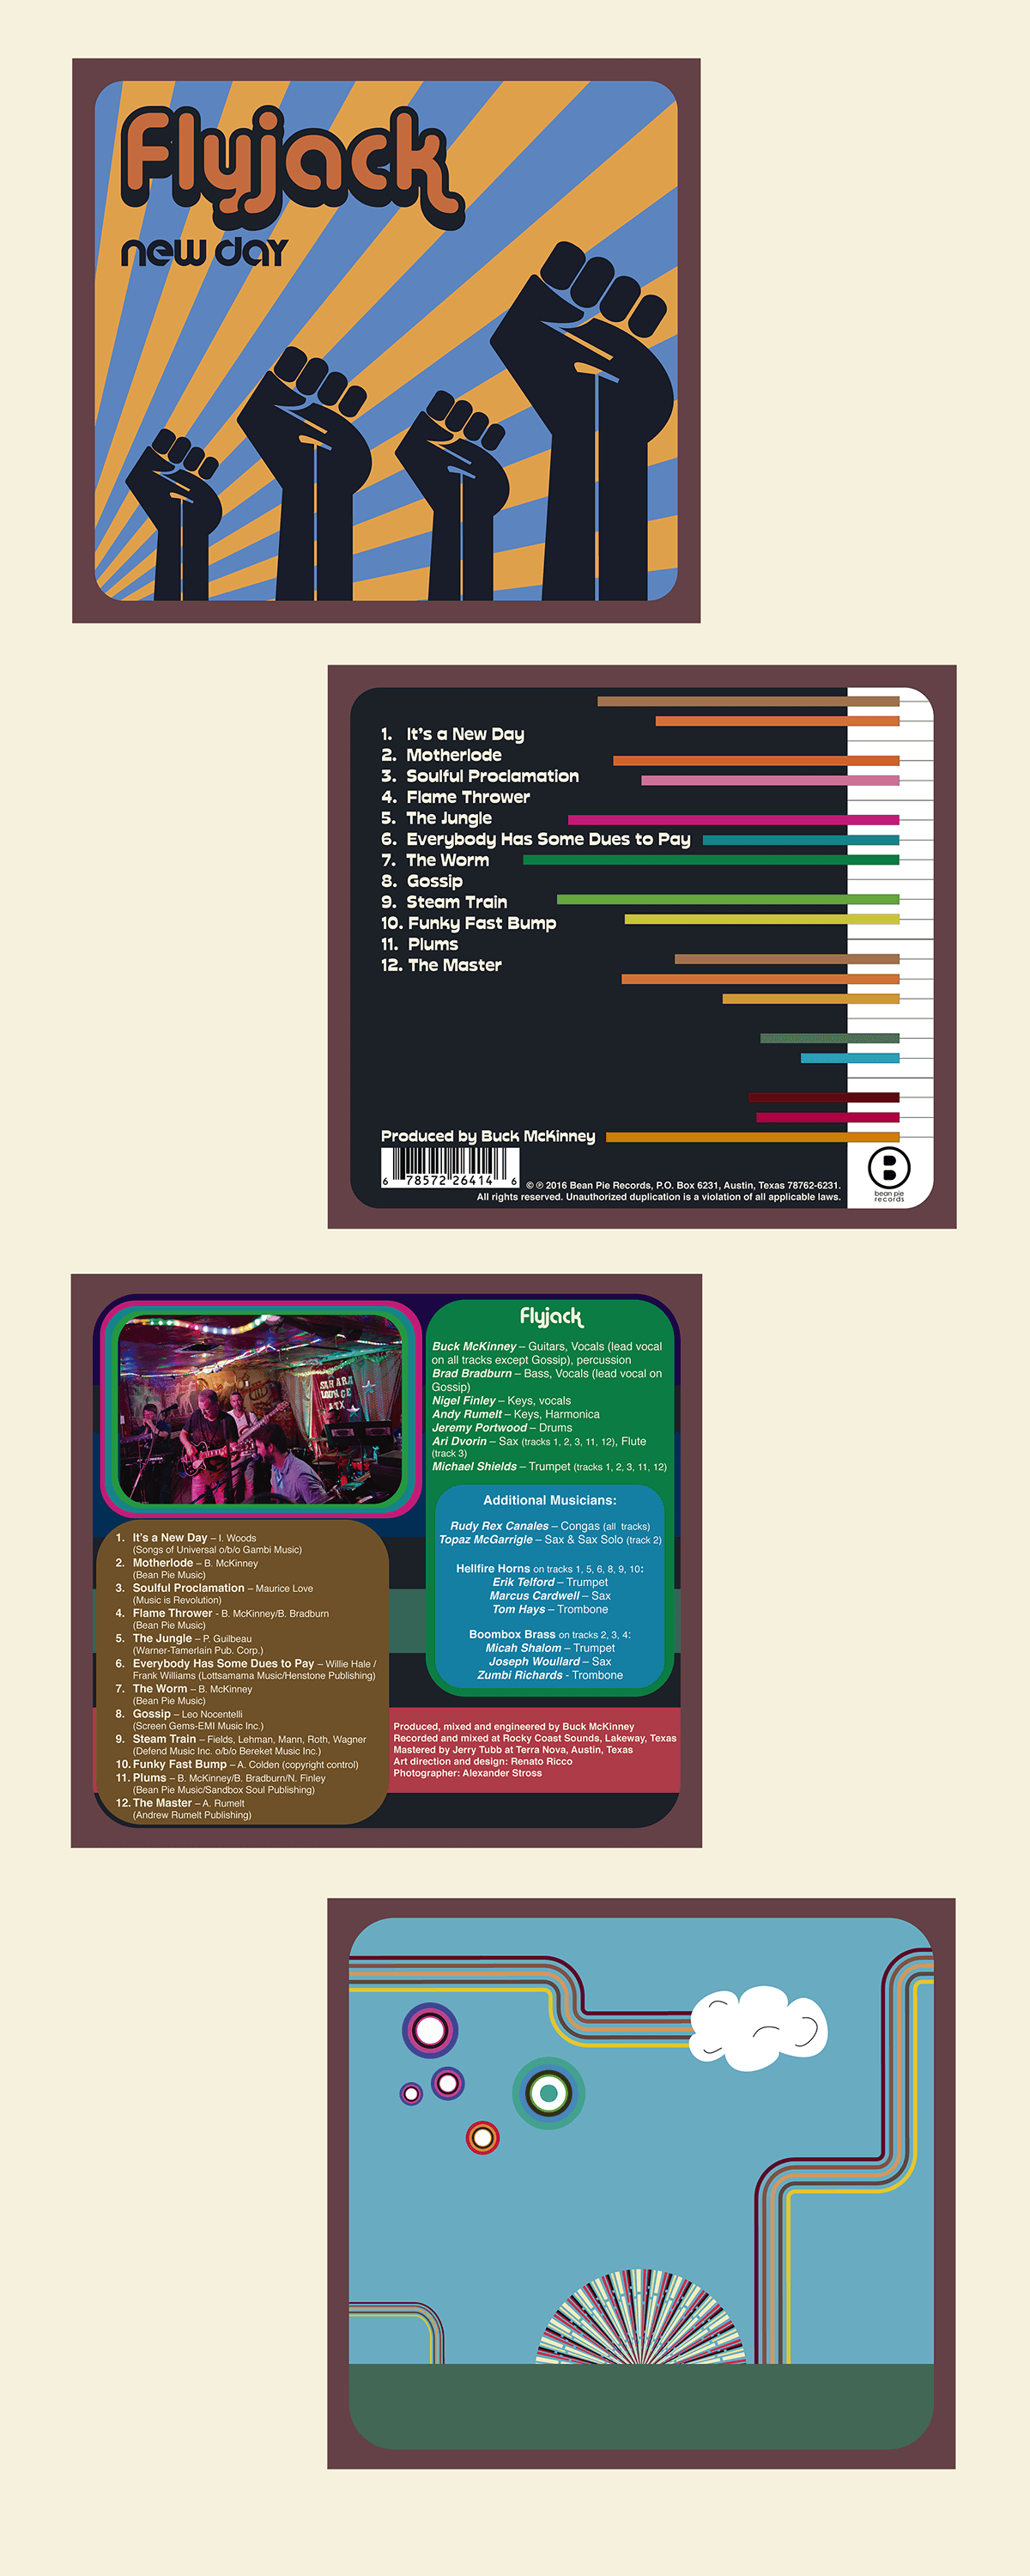 Flyjack
new day
1. It's a New Day
2. Motherlode
3. Soulful Proclamation
4. Flame Thrower
5. The Jungle
6. Everybody Has Some Dues to Pay
7. The Worm
8. Gossip
9. Steam Train
10. Funky Fast Bump
11. Plums
12. The Master
Produced by Buck McKinney
6 78572 26414 6
© ℗ 2016 Bean Pie Records, P.O. Box 6231, Austin, Texas 78762-6231.
All rights reserved. Unauthorized duplication is a violation of all applicable laws.
B
bean pie
records
SAHARA
LOUNGE
ATX
Flyjack
Buck McKinney – Guitars, Vocals (lead vocal
on all tracks except Gossip), percussion
Brad Bradburn – Bass, Vocals (lead vocal on
Gossip)
Nigel Finley – Keys, vocals
Andy Rumelt – Keys, Harmonica
Jeremy Portwood – Drums
Ari Dvorin – Sax (tracks 1, 2, 3, 11, 12), Flute
(track 3)
Michael Shields – Trumpet (tracks 1, 2, 3, 11, 12)
Additional Musicians:
Rudy Rex Canales – Congas (all tracks)
Topaz McGarrigle – Sax & Sax Solo (track 2)
Hellfire Horns on tracks 1, 5, 6, 8, 9, 10:
Erik Telford – Trumpet
Marcus Cardwell – Sax
Tom Hays – Trombone
Boombox Brass on tracks 2, 3, 4:
Micah Shalom – Trumpet
Joseph Woullard – Sax
Zumbi Richards - Trombone
1. It's a New Day – I. Woods
(Songs of Universal o/b/o Gambi Music)
2. Motherlode – B. McKinney
(Bean Pie Music)
3. Soulful Proclamation – Maurice Love
(Music is Revolution)
4. Flame Thrower - B. McKinney/B. Bradburn
(Bean Pie Music)
5. The Jungle – P. Guilbeau
(Warner-Tamerlain Pub. Corp.)
6. Everybody Has Some Dues to Pay – Willie Hale /
Frank Williams (Lottsamama Music/Henstone Publishing)
7. The Worm – B. McKinney
(Bean Pie Music)
8. Gossip – Leo Nocentelli
(Screen Gems-EMI Music Inc.)
9. Steam Train – Fields, Lehman, Mann, Roth, Wagner
(Defend Music Inc. o/b/o Bereket Music Inc.)
10. Funky Fast Bump – A. Colden (copyright control)
11. Plums – B. McKinney/B. Bradburn/N. Finley
(Bean Pie Music/Sandbox Soul Publishing)
12. The Master – A. Rumelt
(Andrew Rumelt Publishing)
Produced, mixed and engineered by Buck McKinney
Recorded and mixed at Rocky Coast Sounds, Lakeway, Texas
Mastered by Jerry Tubb at Terra Nova, Austin, Texas
Art direction and design: Renato Ricco
Photographer: Alexander Stross